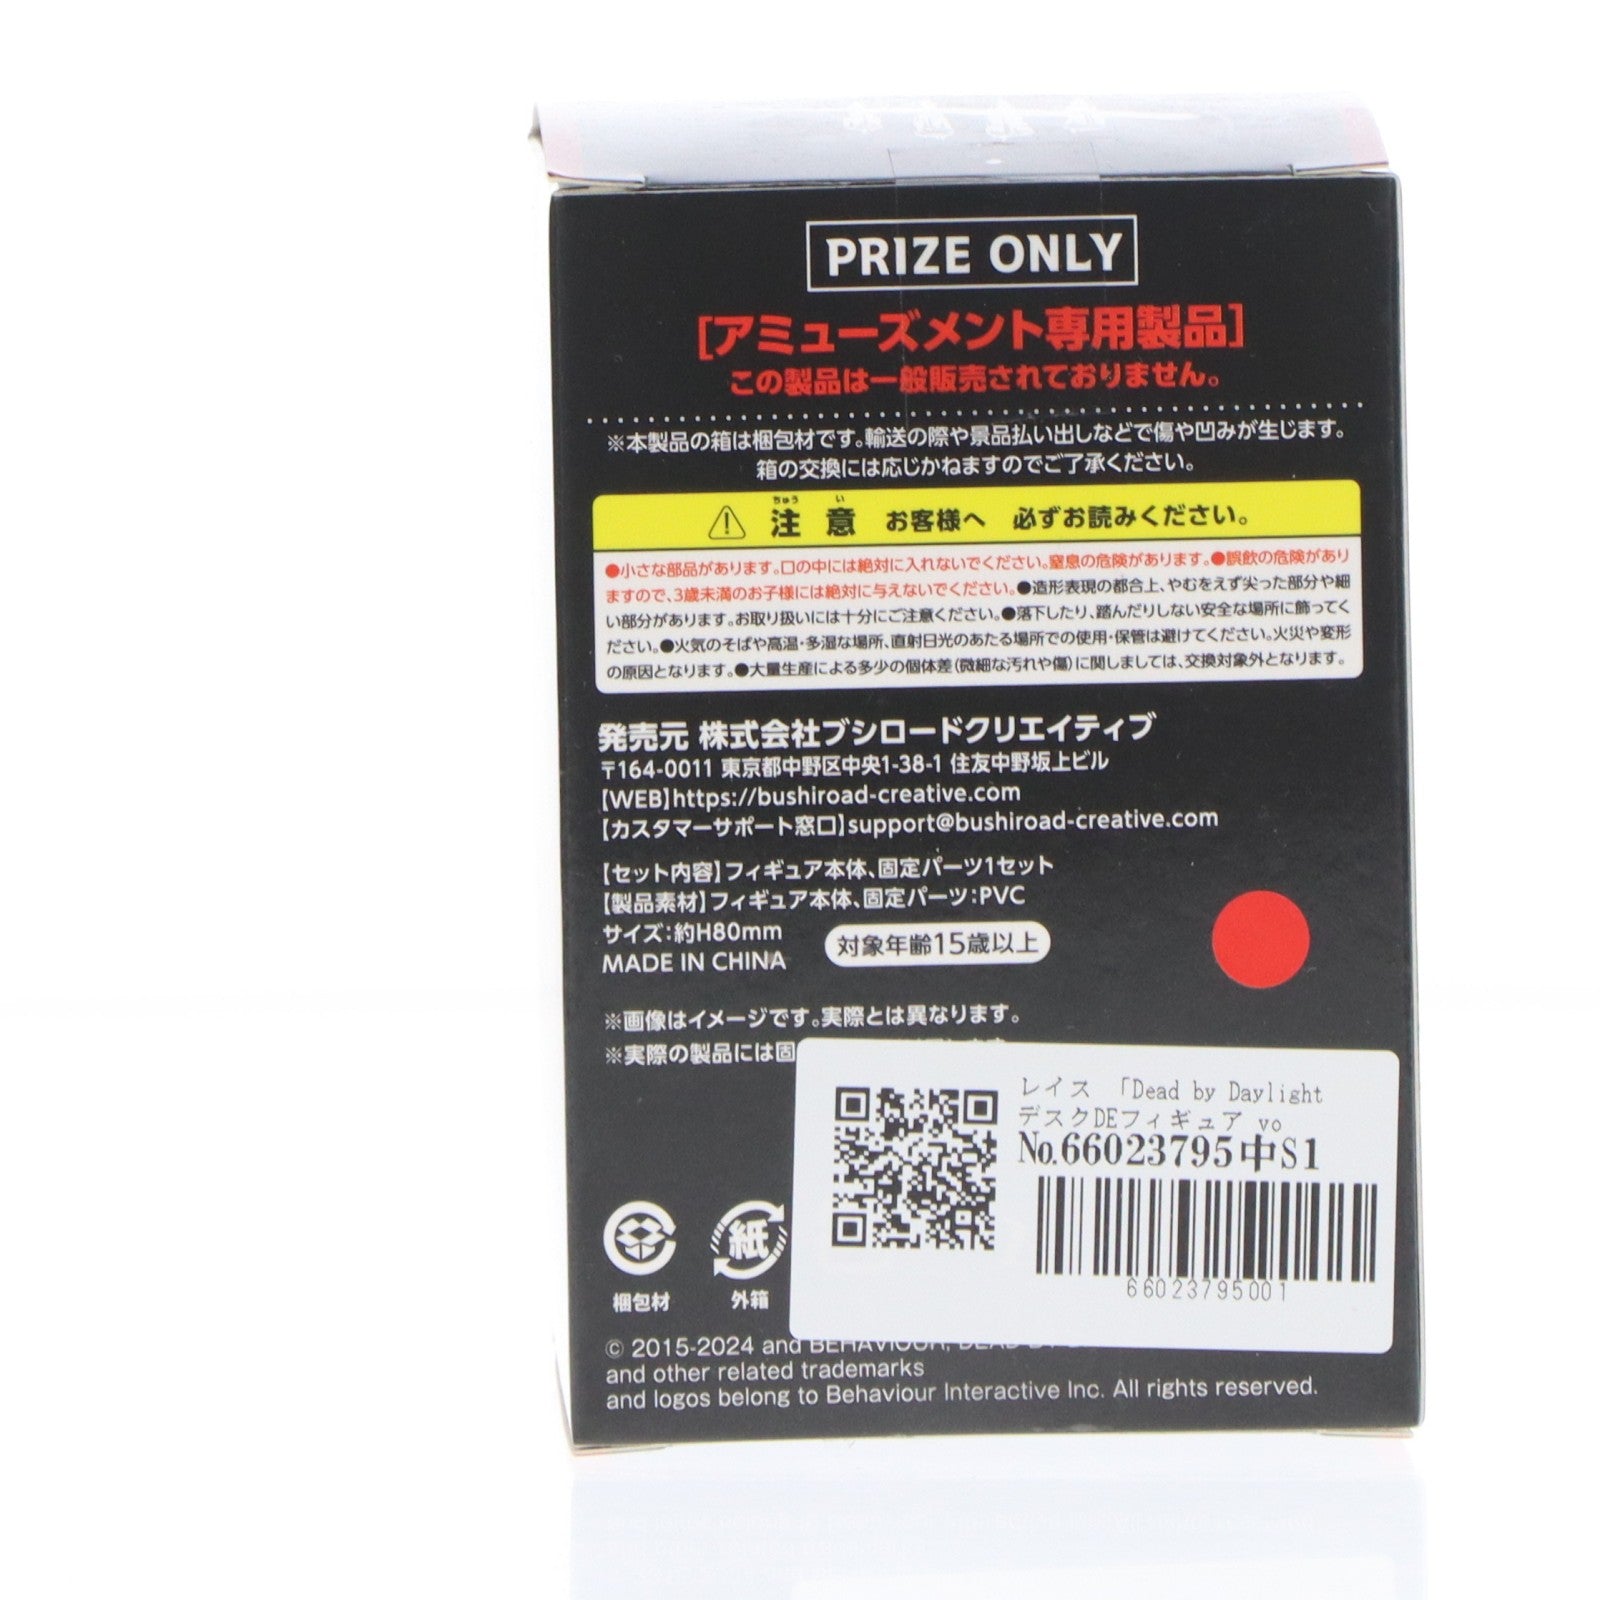 PRIZE ONLY
[アミューズメント専用製品]
この製品は一般販売されておりません。
※本製品の箱は梱包材です。輸送の際や景品払い出しなどで傷や凹みが生じます。
箱の交換には応じかねますのでご了承ください。
ちゅう い
⚠ 注 意 お客様へ 必ずお読みください。
●小さな部品があります。口の中には絶対に入れないでください。窒息の危険があります。●誤飲の危険があり
ますので、3歳未満のお子様には絶対に与えないでください。●造形表現の都合上、やむをえず尖った部分や細
い部分があります。お取り扱いには十分にご注意ください。●落下したり、踏んだりしない安全な場所に飾ってく
ださい。●火気のそばや高温・多湿な場所、直射日光のあたる場所での使用・保管は避けてください。火災や変形
の原因となります。●大量生産による多少の個体差(微細な汚れや傷)に関しましては、交換対象外となります。
発売元 株式会社ブシロードクリエイティブ
〒164-0011 東京都中野区中央1-38-1 住友中野坂上ビル
【WEB】https://bushiroad-creative.com
【カスタマーサポート窓口】support@bushiroad-creative.com
【セット内容】フィギュア本体、固定パーツ1セット
【製品素材】フィギュア本体、固定パーツ:PVC
サイズ:約H80mm
対象年齢15歳以上
MADE IN CHINA
※画像はイメージです。実際とは異なります。
※実際の製品には固
レイス 「Dead by Daylight
デスクDEフィギュア vo
No.66023795中S1
66023795001
紙
梱包材
外箱
© 2015-2024 and BEHAVIOUR, DEAD
and other related trademarks
and logos belong to Behaviour Interactive Inc. All rights reserved.